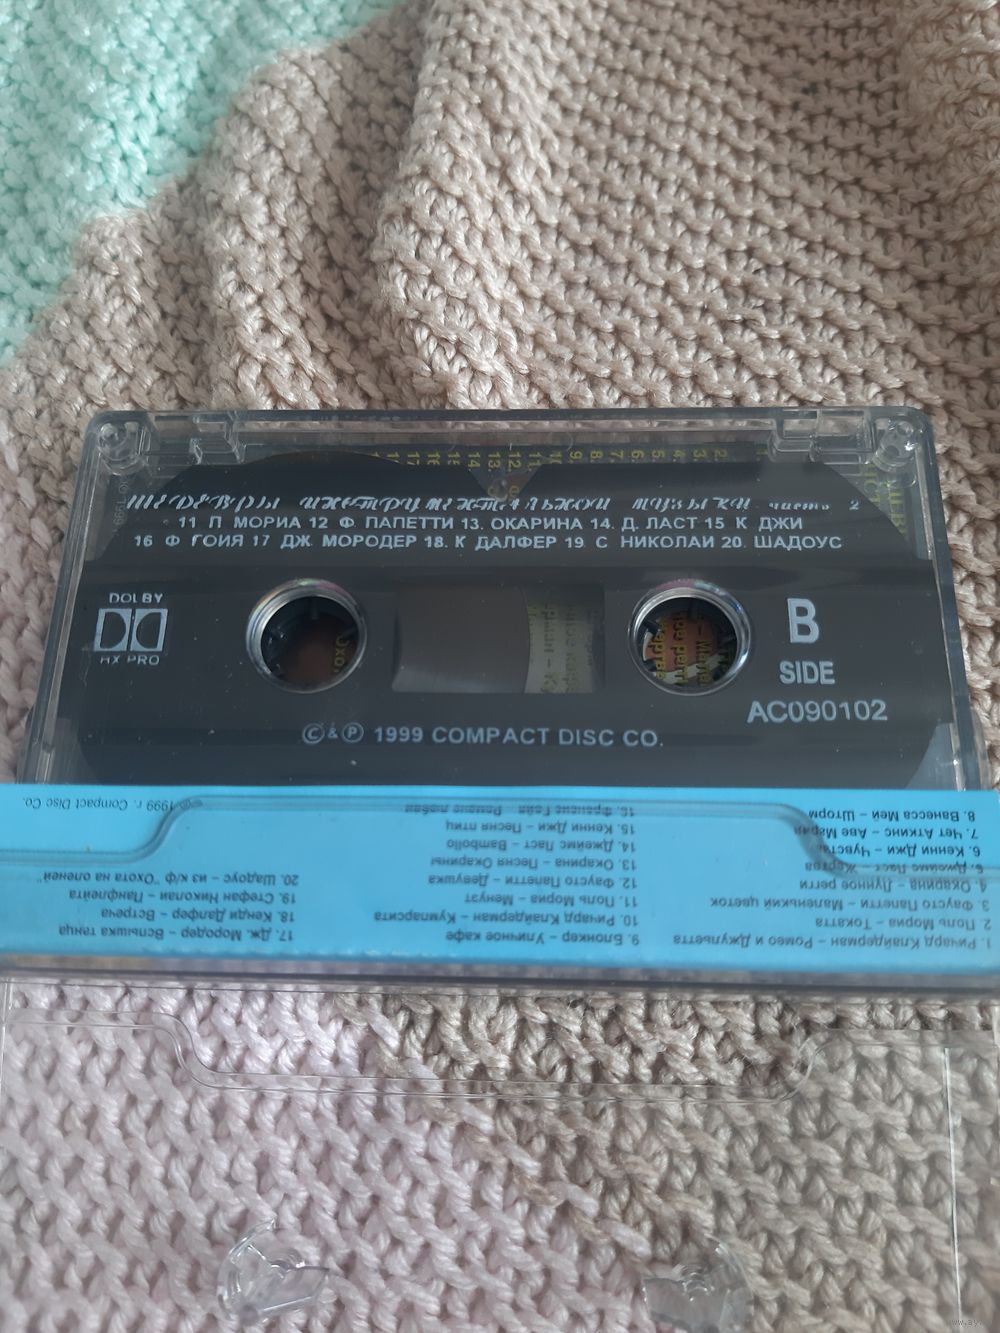 ШЕДЕВРЫ ИНСТРУМЕНТАЛЬНОЙ МУЗЫКИ часть 2
11 П МОРИА 12 Ф ПАПЕТТИ 13. ОКАРИНА 14. Д. ЛАСТ 15 К ДЖИ
16 Ф ГОИЯ 17 ДЖ. МОРОДЕР 18. К ДАЛФЕР 19. С НИКОЛАИ 20. ШАДОУС
DOLBY
HX PRO
B
SIDE
AC090102
© & ℗ 1999 COMPACT DISC CO.
1. Ричард Клайдерман – Ромео и Джульетта
2. Поль Мориа – Токатта
3. Фаусто Папетти – Маленький цветок
4. Окарина – Лунное регги
5. Джеймс Ласт – Жертва
6. Кенни Джи –
7. Чет Аткинс – Аве Мария
8. Ванесса Мей – Шторм
9. Блонкер – Уличное кафе
10. Ричард Клайдерман – Кумпарсита
11. Поль Мориа – Менуэт
12. Фаусто Папетти – Девушка
13. Окарина – Песня Окарины
14. Джеймс Ласт – Bambollo
15. Кенни Джи – Песня птиц
16. Френсис Гойя – Романс любви
17. Дж. Мородер – Вспышка танца
18. Кенди Далфер – Встреча
19. Стефан Николаи – Панфлейта
20. Шадоус – из к/ф "Охота на оленей"
1999 г. Compact Disc Co.